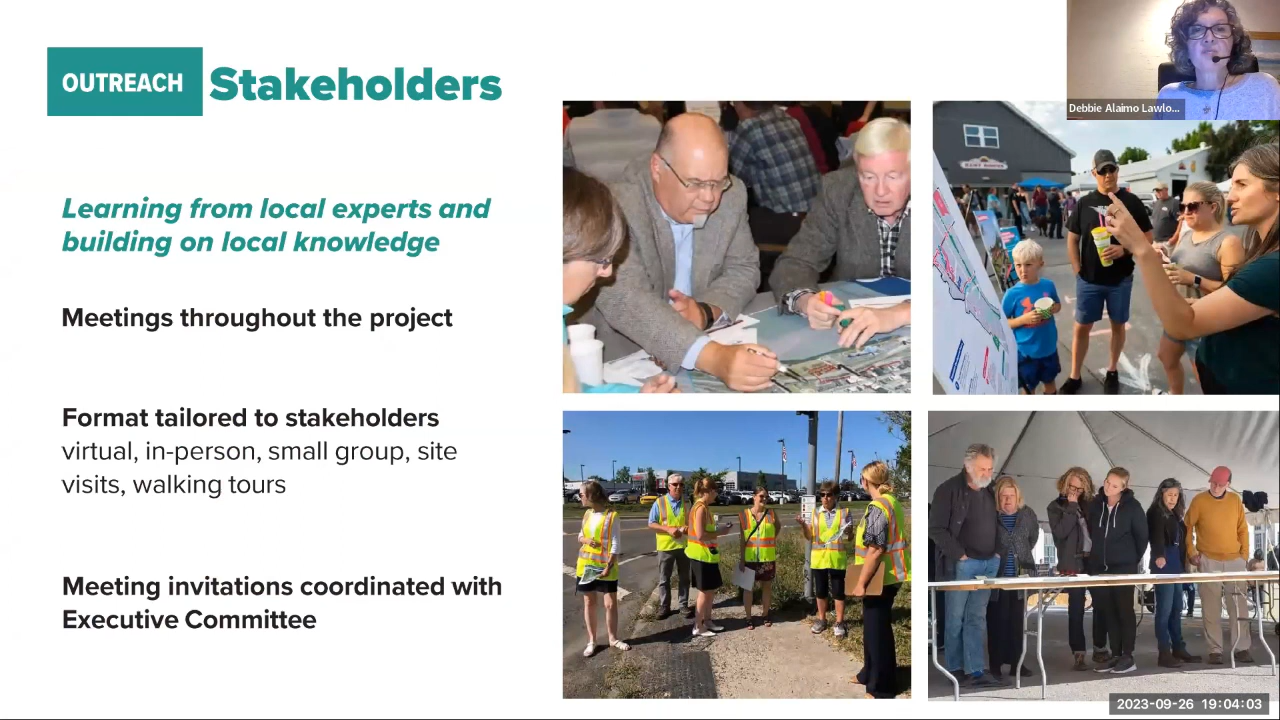 OUTREACH Stakeholders
Debbie Alaimo Lawlo...
Learning from local experts and
building on local knowledge
Meetings throughout the project
Format tailored to stakeholders
virtual, in-person, small group, site
visits, walking tours
Meeting invitations coordinated with
Executive Committee
2023-09-26 19:04:03